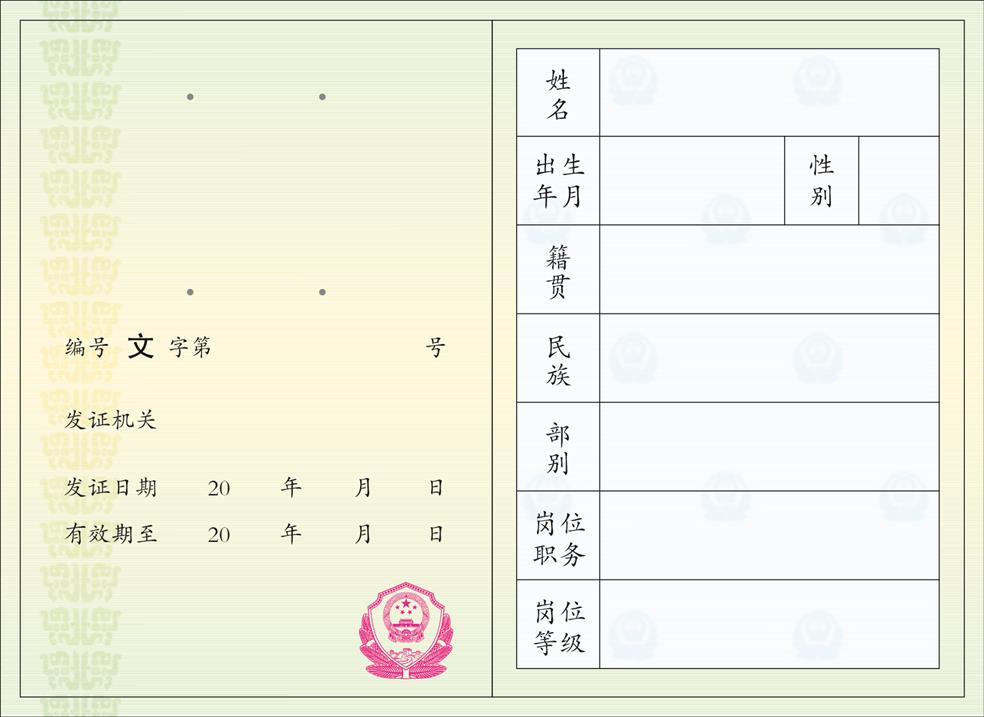 编号 文 字第 号
发证机关
发证日期 20 年 月 日
有效期至 20 年 月 日
姓
名
出生
年月
性
别
籍
贯
民
族
部
别
岗位
职务
岗位
等级